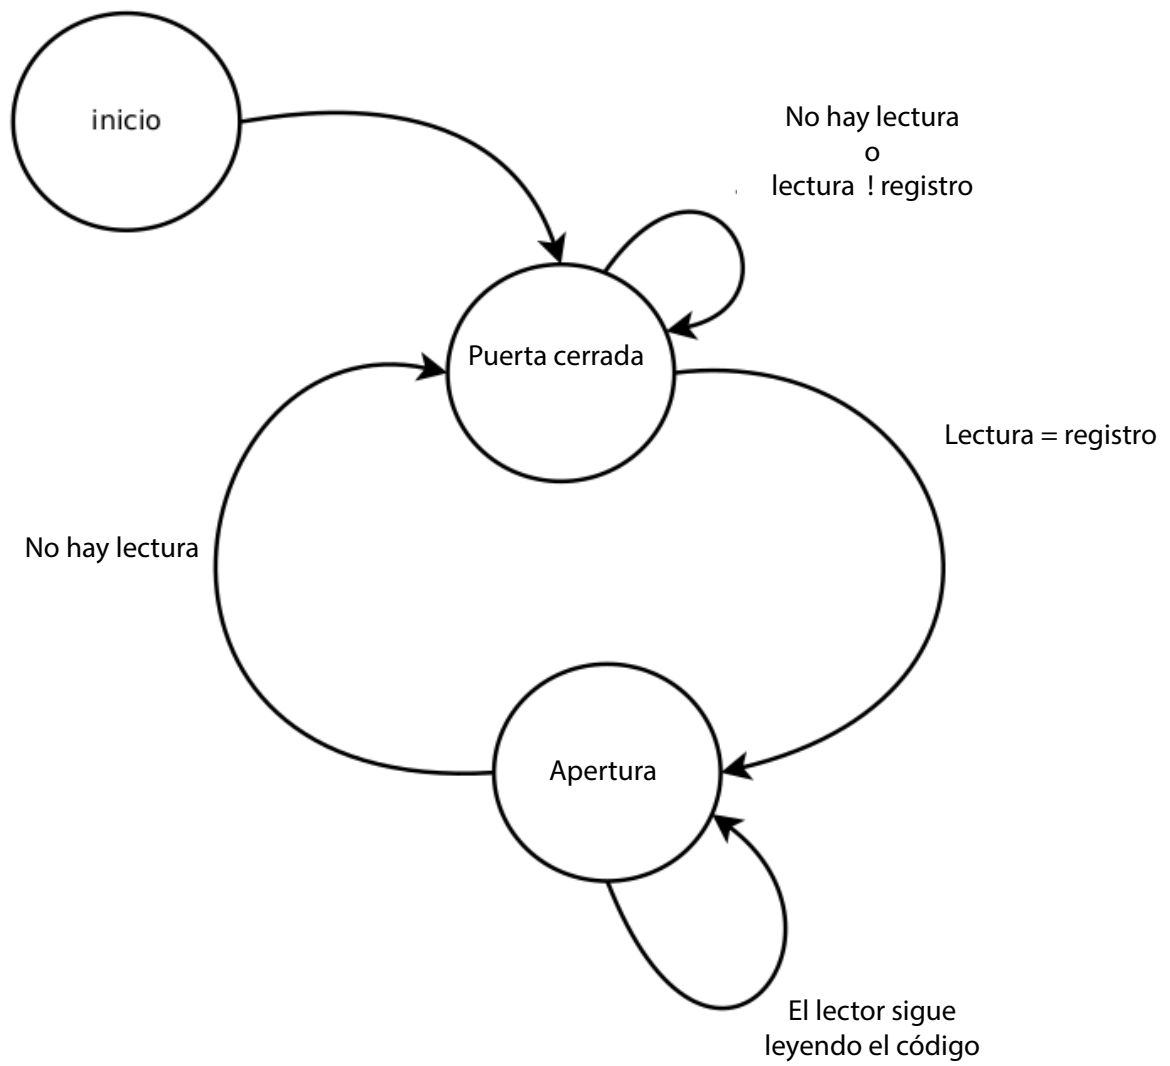 inicio
No hay lectura
o
lectura ! registro
Puerta cerrada
Lectura = registro
No hay lectura
Apertura
El lector sigue
leyendo el código